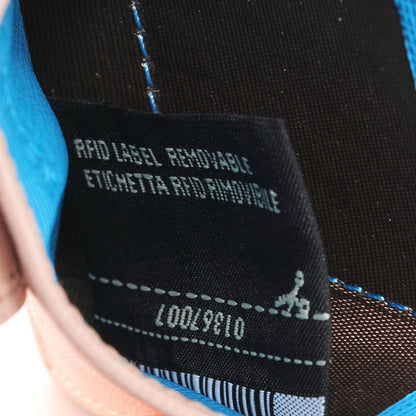 RFID LABEL REMOVABLE
ETICHETTA RFID RIMOVIBILE
01367007